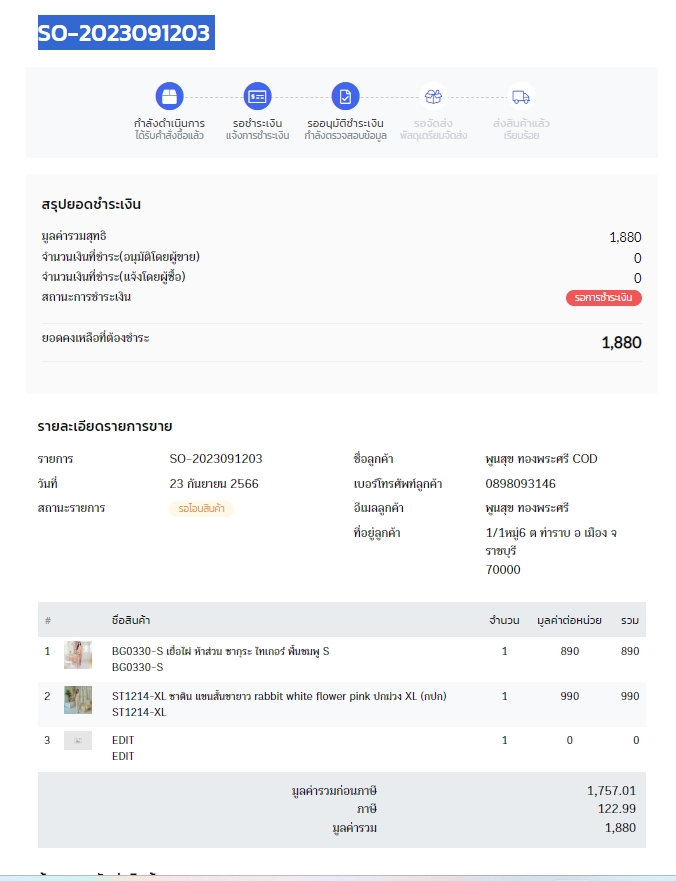 SO-2023091203
กำลังดำเนินการ รอชำระเงิน รออนุมัติชำระเงิน รอจัดส่ง ส่งสินค้าแล้ว
ได้รับคำสั่งซื้อแล้ว แจ้งการชำระเงิน กำลังตรวจสอบข้อมูล พัสดุเตรียมจัดส่ง เรียบร้อย
สรุปยอดชำระเงิน
มูลค่ารวมสุทธิ 1,880
จำนวนเงินที่ชำระ(อนุมัติโดยผู้ขาย) 0
จำนวนเงินที่ชำระ(แจ้งโดยผู้ซื้อ) 0
สถานะการชำระเงิน รอการชำระเงิน
ยอดคงเหลือที่ต้องชำระ 1,880
รายละเอียดรายการขาย
รายการ SO-2023091203 ชื่อลูกค้า พูนสุข ทองพระศรี COD
วันที่ 23 กันยายน 2566 เบอร์โทรศัพท์ลูกค้า 0898093146
สถานะรายการ รอโอนสินค้า อีเมลลูกค้า พูนสุข ทองพระศรี
ที่อยู่ลูกค้า 1/1หมู่6 ต ท่าราบ อ เมือง จ
ราชบุรี
70000
# ชื่อสินค้า จำนวน มูลค่าต่อหน่วย รวม
1 BG0330-S เยื่อไผ่ ห้าส่วน ซากุระ ไทเกอร์ พื้นชมพู S 1 890 890
BG0330-S
2 ST1214-XL ซาติน แขนสั้นขายาว rabbit white flower pink ปกม่วง XL (กปก) 1 990 990
ST1214-XL
3 EDIT 1 0 0
EDIT
มูลค่ารวมก่อนภาษี 1,757.01
ภาษี 122.99
มูลค่ารวม 1,880